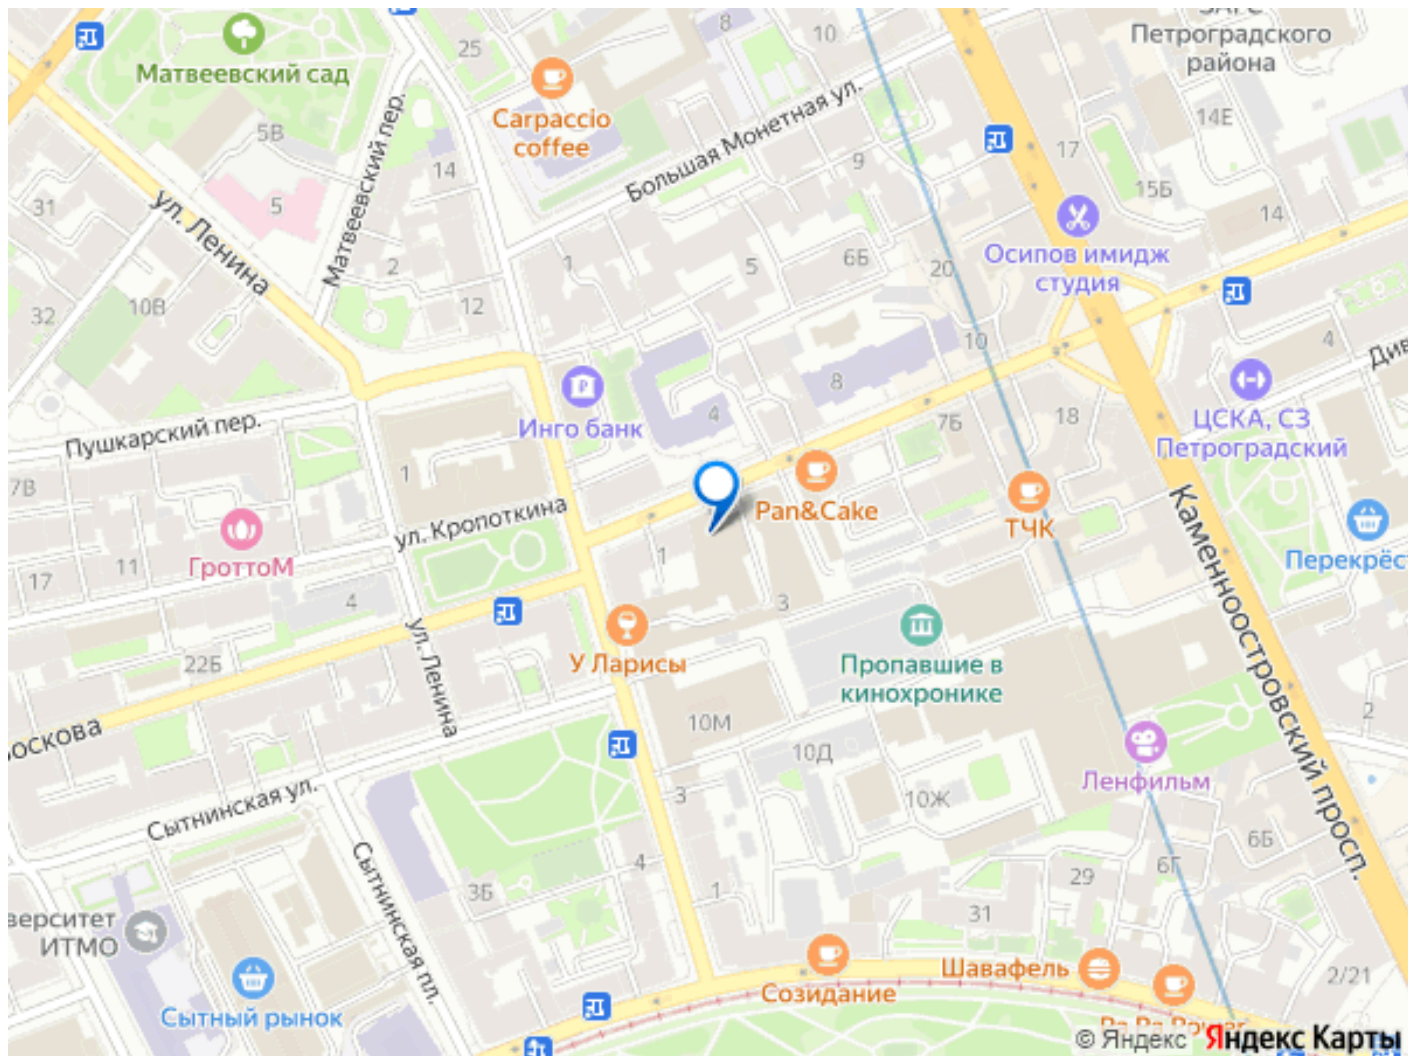 Петроградского
района
8
10
25
Матвеевский сад
Carpaccio
coffee
Большая Монетная ул.
14Е
5В
Матвеевский пер.
17
9
14
15Б
31
5
ул. Ленина
14
Осипов имидж
студия
2
1
5
6Б
20
12
10В
32
10
4
8
Инго банк
4
7Б
18
ЦСКА, СЗ
Петроградский
Пушкарский пер.
1
7В
Pan&Cake
ТЧК
Каменноостровский просп.
ул. Кропоткина
ГроттоМ
11
17
1
Перекрёс
4
3
У Ларисы
Пропавшие в
кинохронике
22Б
ул. Ленина
10М
2
10Д
Ленфильм
Сытнинская ул.
3
10Ж
6Б
Сытнинская пл.
4
6Г
3Б
1
29
31
ИТМО
Шавафель
2/21
Созидание
Сытный рынок
© Яндекс Яндекс Карты